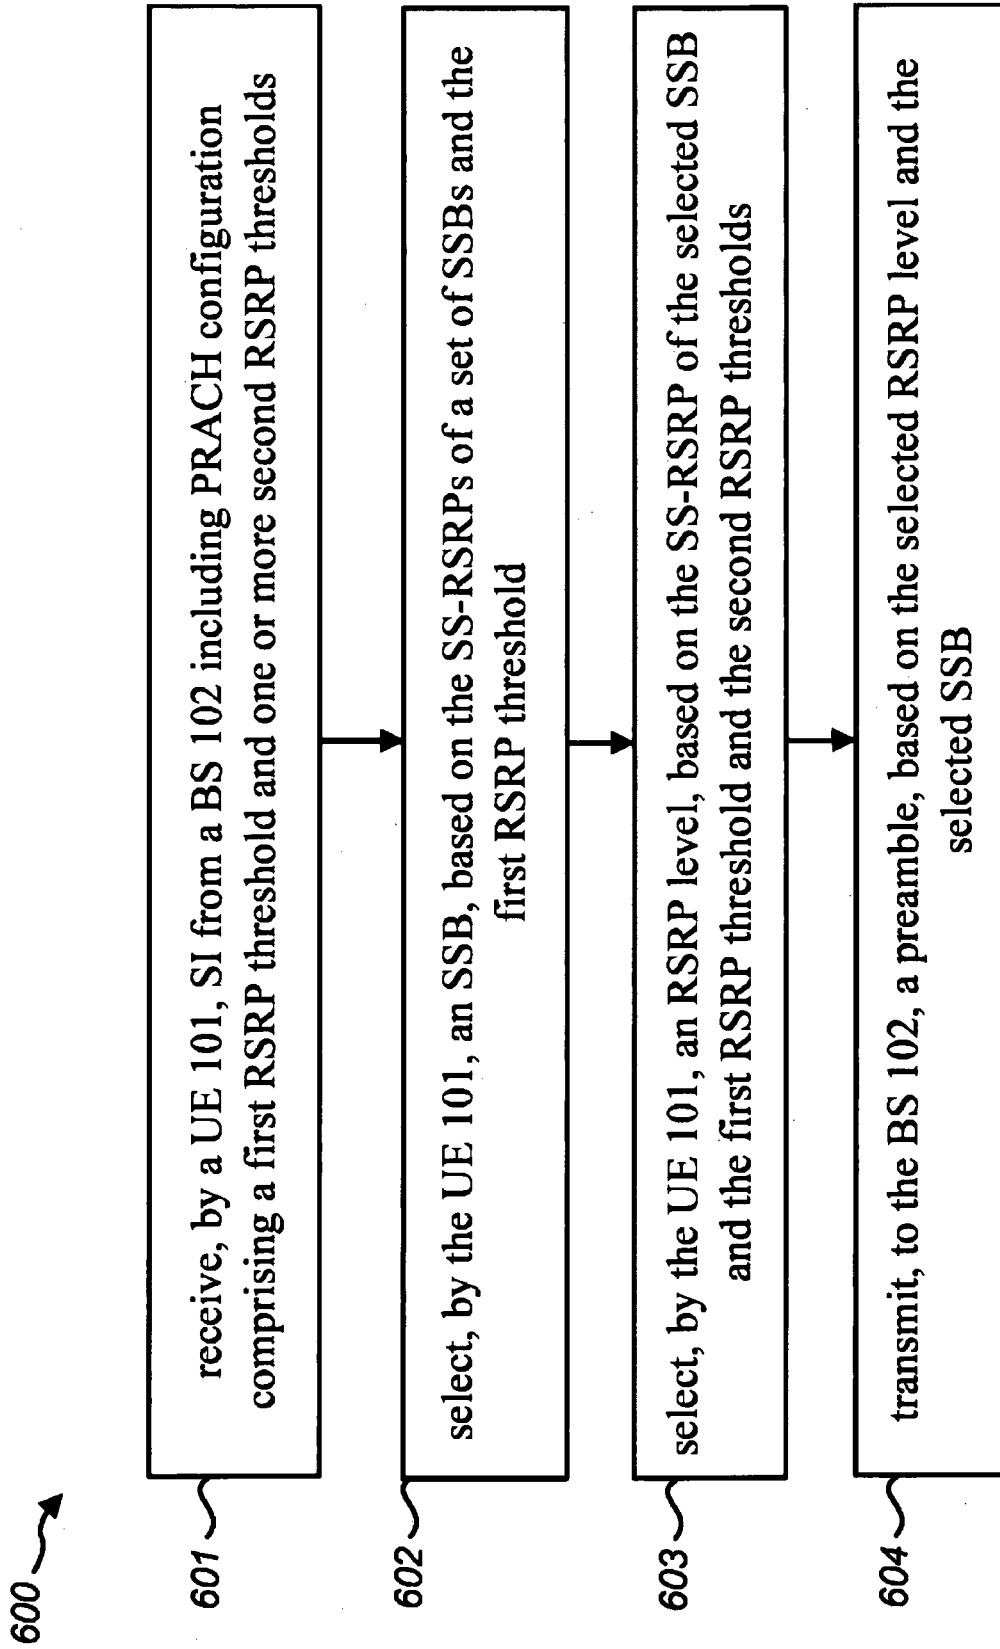 600
601
receive, by a UE 101, SI from a BS 102 including PRACH configuration
comprising a first RSRP threshold and one or more second RSRP thresholds
602
select, by the UE 101, an SSB, based on the SS-RSRPs of a set of SSBs and the
first RSRP threshold
603
select, by the UE 101, an RSRP level, based on the SS-RSRP of the selected SSB
and the first RSRP threshold and the second RSRP thresholds
604
transmit, to the BS 102, a preamble, based on the selected RSRP level and the
selected SSB